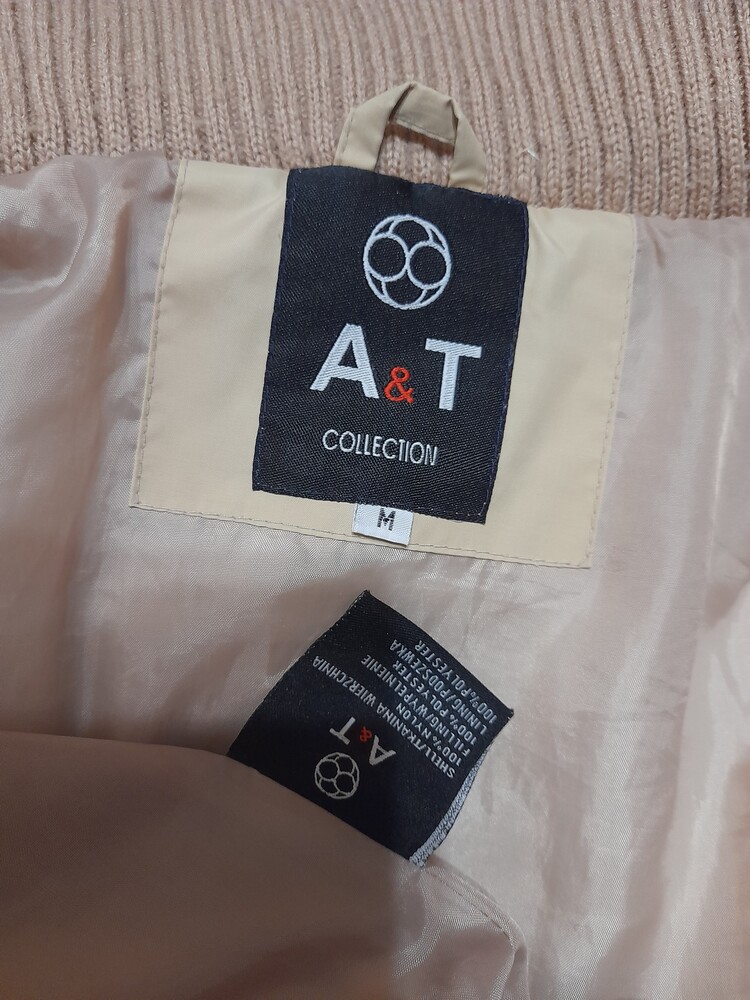 A&T
COLLECTION
M
A&T
SHELL/TKANINA WIERZCHNIA
100% NYLON
FILLING/WYPEŁNIENIE
100% POLYESTER
LINING/PODSZEWKA
100%POLYESTER